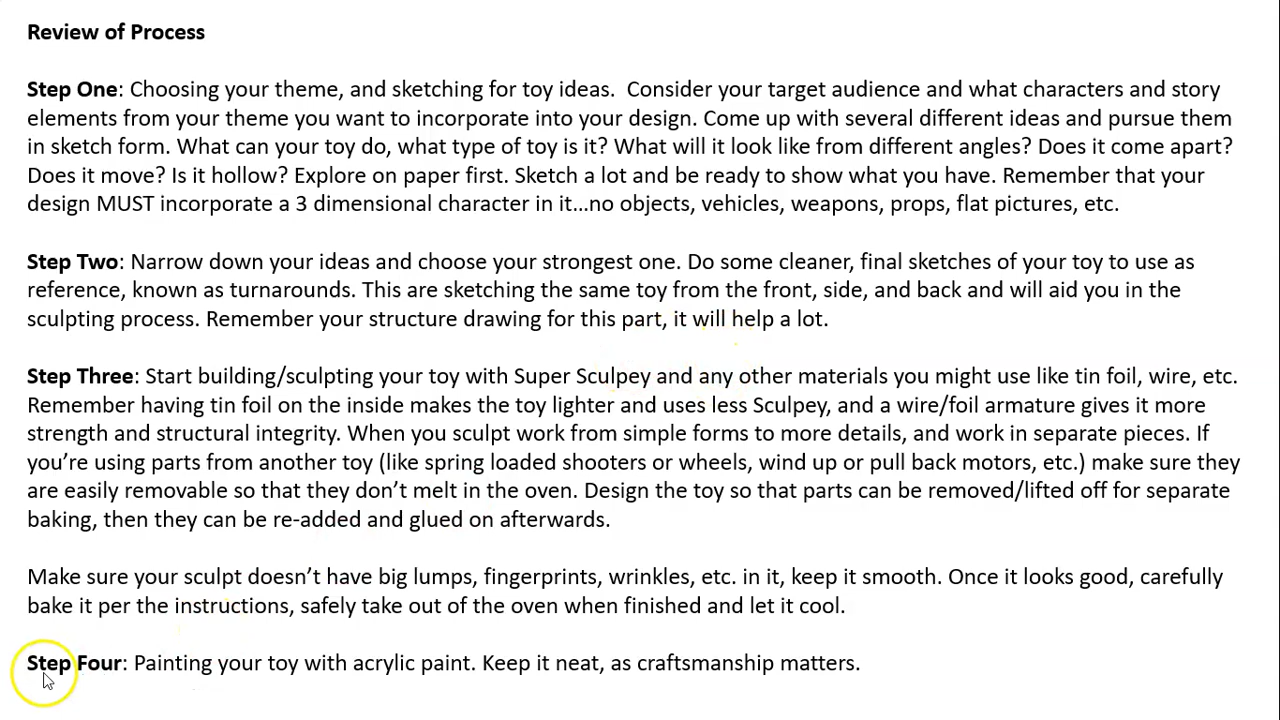 Review of Process
Step One: Choosing your theme, and sketching for toy ideas.  Consider your target audience and what characters and story
elements from your theme you want to incorporate into your design. Come up with several different ideas and pursue them
in sketch form. What can your toy do, what type of toy is it? What will it look like from different angles? Does it come apart?
Does it move? Is it hollow? Explore on paper first. Sketch a lot and be ready to show what you have. Remember that your
design MUST incorporate a 3 dimensional character in it…no objects, vehicles, weapons, props, flat pictures, etc.
Step Two: Narrow down your ideas and choose your strongest one. Do some cleaner, final sketches of your toy to use as
reference, known as turnarounds. This are sketching the same toy from the front, side, and back and will aid you in the
sculpting process. Remember your structure drawing for this part, it will help a lot.
Step Three: Start building/sculpting your toy with Super Sculpey and any other materials you might use like tin foil, wire, etc.
Remember having tin foil on the inside makes the toy lighter and uses less Sculpey, and a wire/foil armature gives it more
strength and structural integrity. When you sculpt work from simple forms to more details, and work in separate pieces. If
you’re using parts from another toy (like spring loaded shooters or wheels, wind up or pull back motors, etc.) make sure they
are easily removable so that they don’t melt in the oven. Design the toy so that parts can be removed/lifted off for separate
baking, then they can be re-added and glued on afterwards.
Make sure your sculpt doesn’t have big lumps, fingerprints, wrinkles, etc. in it, keep it smooth. Once it looks good, carefully
bake it per the instructions, safely take out of the oven when finished and let it cool.
Step Four: Painting your toy with acrylic paint. Keep it neat, as craftsmanship matters.